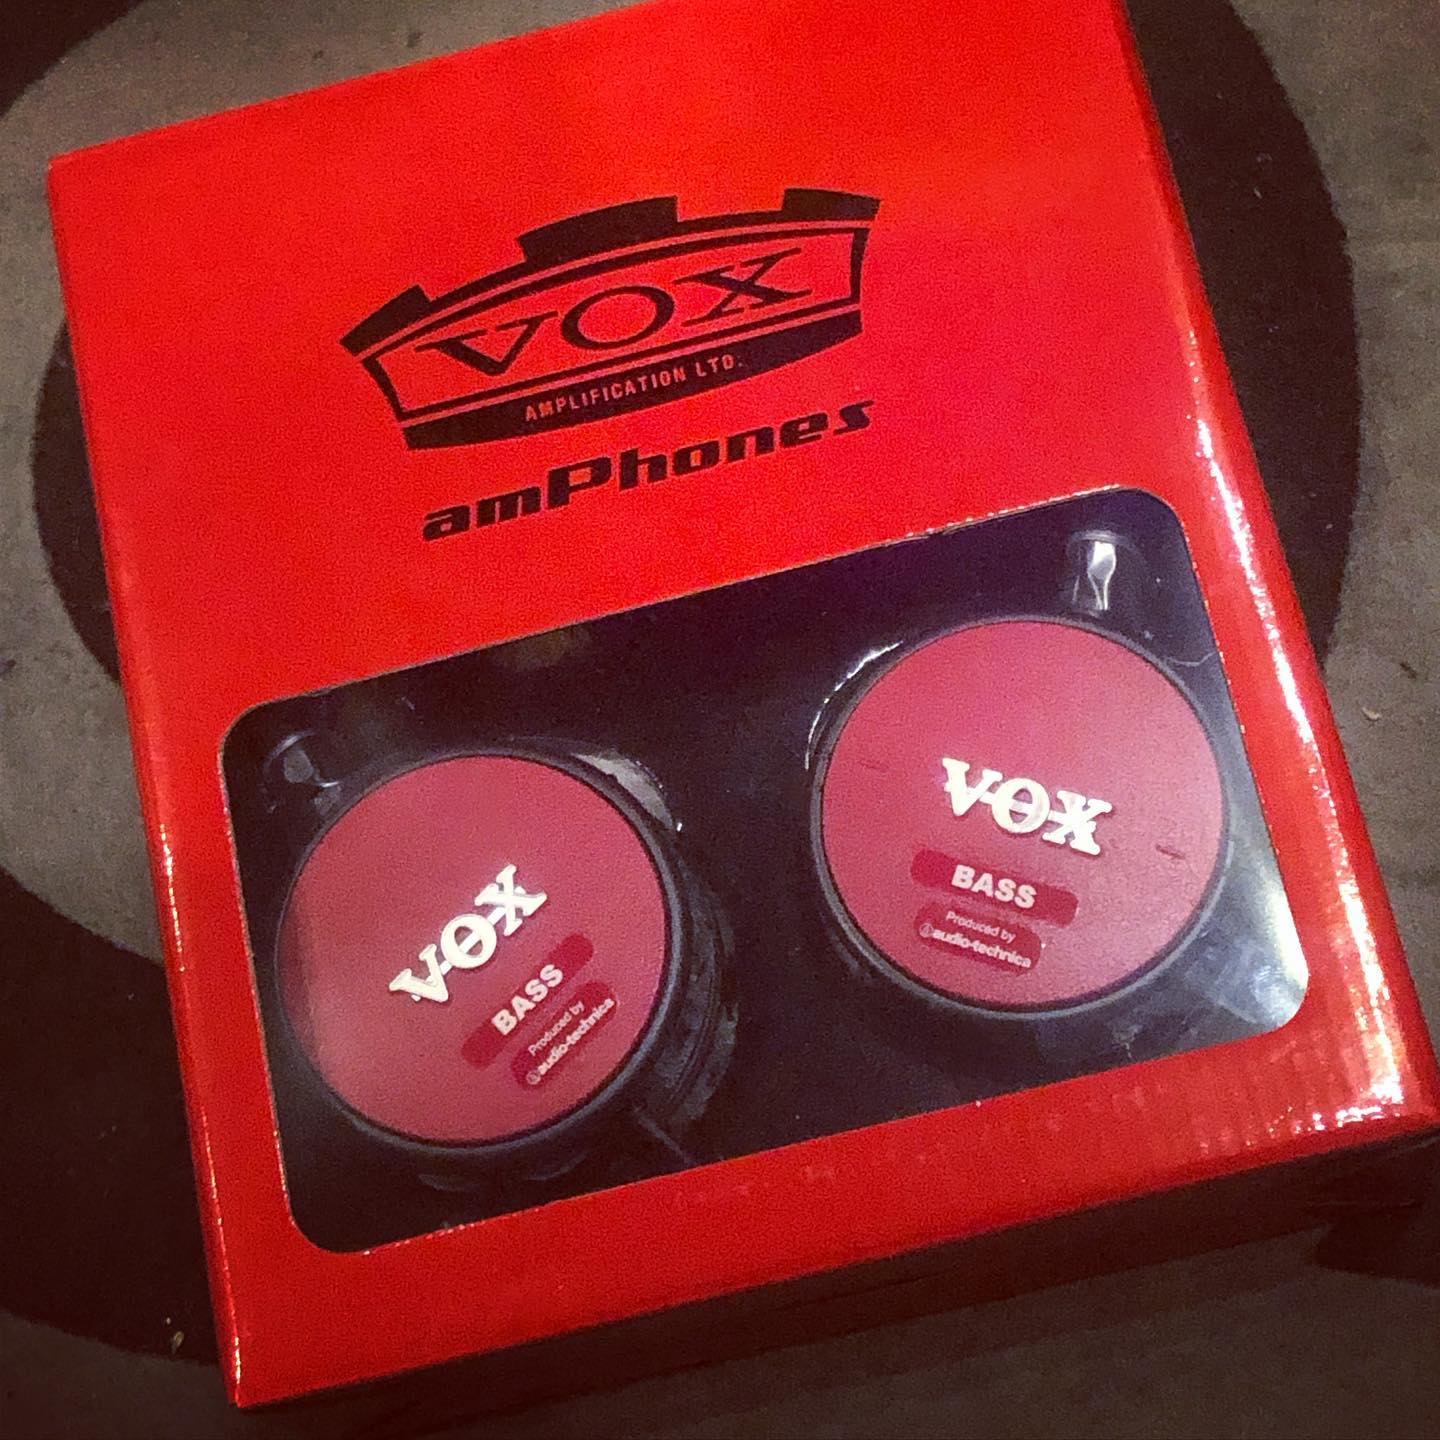 VOX
AMPLIFICATION LTD.
amPhones
VOX
BASS
Produced by
audio-technica
VOX
BASS
Produced by
audio-technica